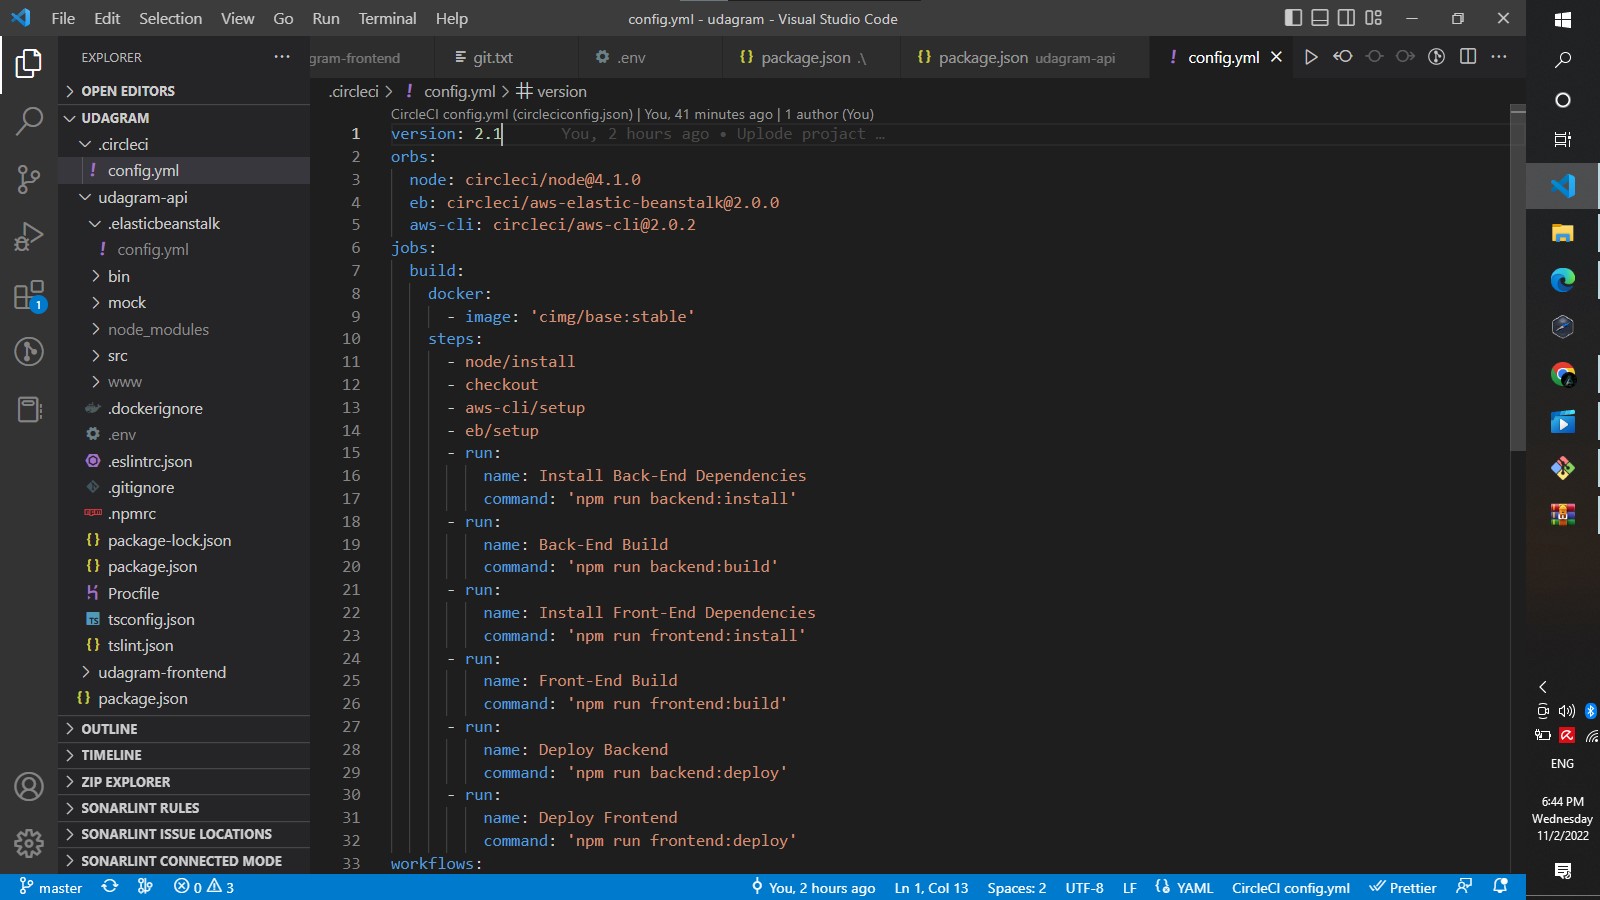 File Edit Selection View Go Run Terminal Help
config.yml - udagram - Visual Studio Code
EXPLORER
gram-frontend
git.txt
.env
package.json .\
package.json udagram-api
config.yml
OPEN EDITORS
UDAGRAM
.circleci
config.yml
udagram-api
.elasticbeanstalk
config.yml
bin
mock
node_modules
src
www
.dockerignore
.env
.eslintrc.json
.gitignore
.npmrc
package-lock.json
package.json
Procfile
tsconfig.json
tslint.json
udagram-frontend
package.json
OUTLINE
TIMELINE
ZIP EXPLORER
SONARLINT RULES
SONARLINT ISSUE LOCATIONS
SONARLINT CONNECTED MODE
1
.circleci > config.yml > version
CircleCI config.yml (circleciconfig.json) | You, 41 minutes ago | 1 author (You)
1 version: 2.1 You, 2 hours ago • Uplode projact …
2 orbs:
3 node: circleci/node@4.1.0
4 eb: circleci/aws-elastic-beanstalk@2.0.0
5 aws-cli: circleci/aws-cli@2.0.2
6 jobs:
7 build:
8 docker:
9 - image: 'cimg/base:stable'
10 steps:
11 - node/install
12 - checkout
13 - aws-cli/setup
14 - eb/setup
15 - run:
16 name: Install Back-End Dependencies
17 command: 'npm run backend:install'
18 - run:
19 name: Back-End Build
20 command: 'npm run backend:build'
21 - run:
22 name: Install Front-End Dependencies
23 command: 'npm run frontend:install'
24 - run:
25 name: Front-End Build
26 command: 'npm run frontend:build'
27 - run:
28 name: Deploy Backend
29 command: 'npm run backend:deploy'
30 - run:
31 name: Deploy Frontend
32 command: 'npm run frontend:deploy'
33 workflows:
master 0 3 You, 2 hours ago Ln 1, Col 13 Spaces: 2 UTF-8 LF YAML CircleCI config.yml Prettier
ENG
6:44 PM
Wednesday
11/2/2022